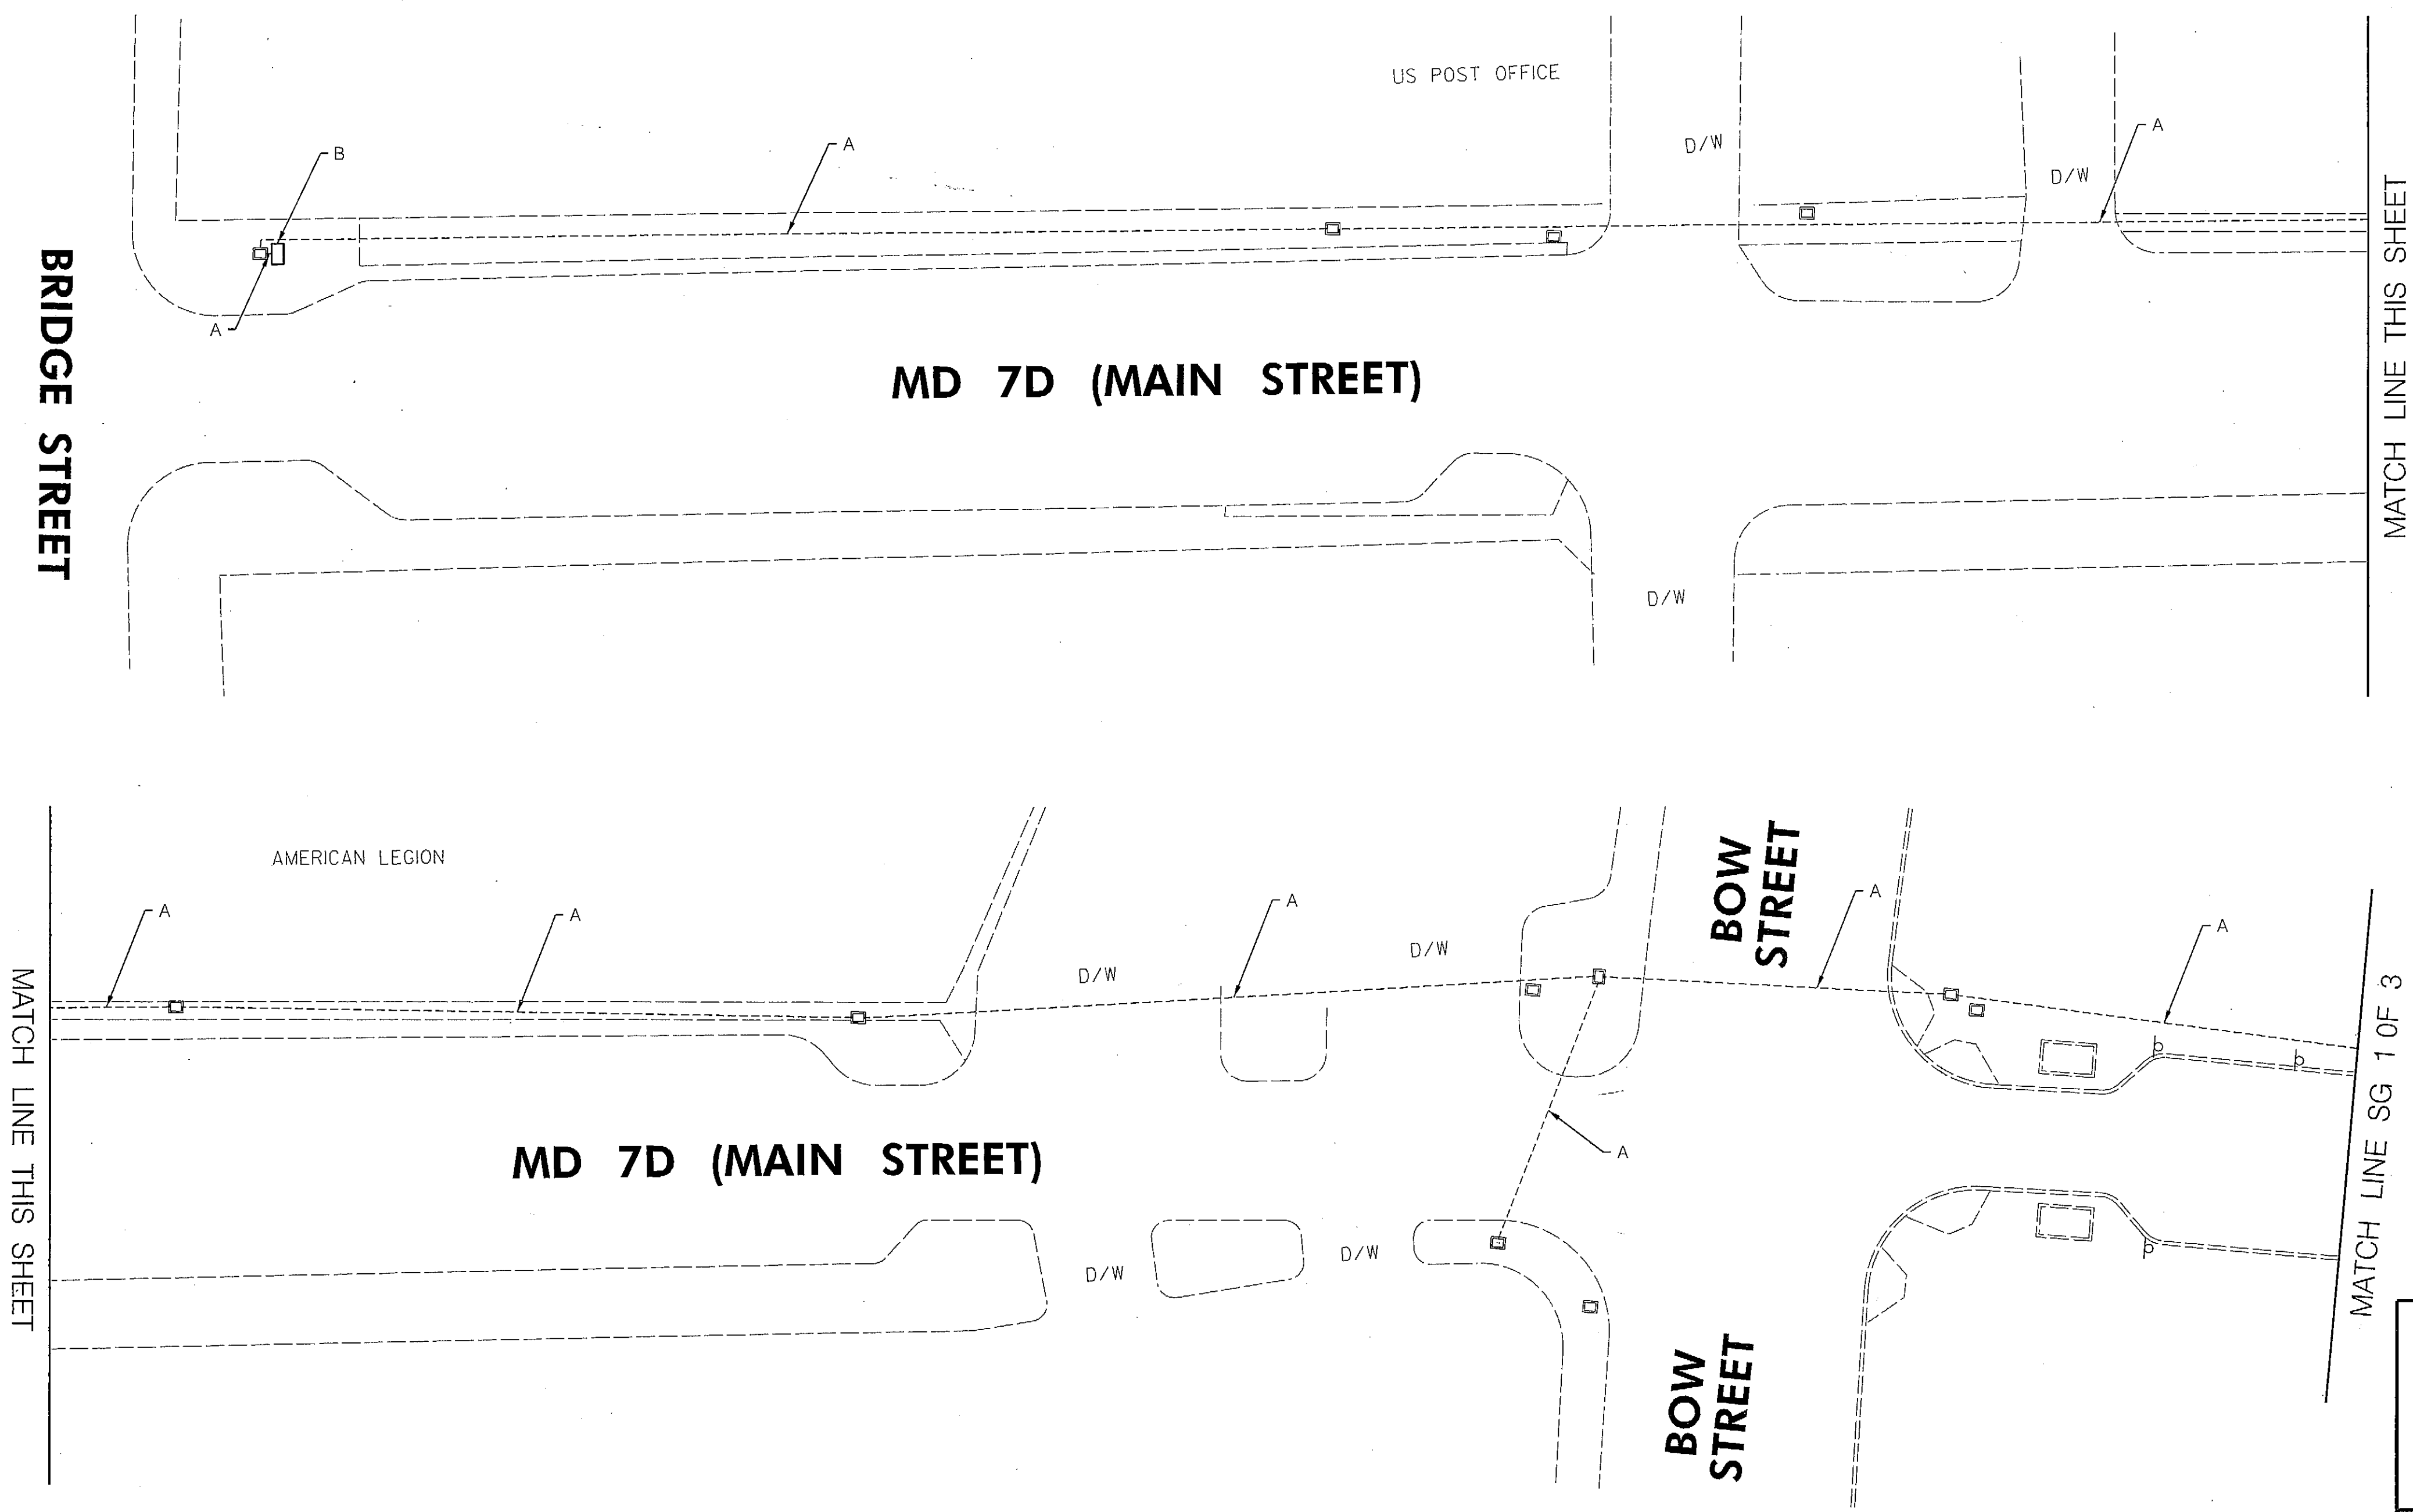 US POST OFFICE
D/W
A
D/W
B
A
A
BRIDGE STREET
MD 7D (MAIN STREET)
MATCH LINE THIS SHEET
D/W
AMERICAN LEGION
BOW
STREET
A
A
A
A
A
D/W
D/W
MATCH LINE THIS SHEET
MD 7D (MAIN STREET)
A
D/W
D/W
MATCH LINE SG 1 OF 3
BOW
STREET